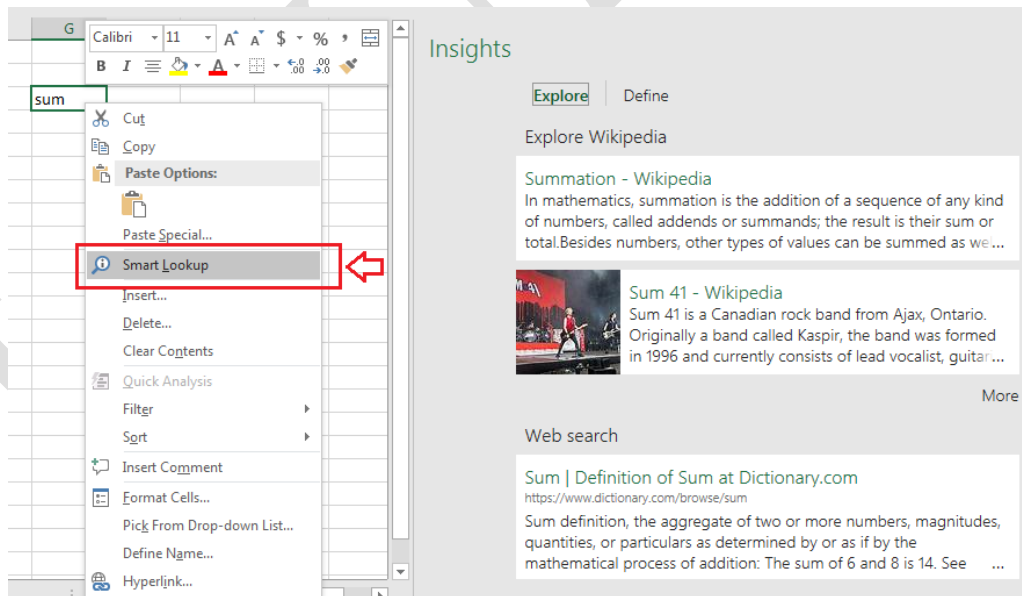 G
Calibri 11 A A $ % ,
B I A .00 .00
sum
Cut
Copy
Paste Options:
Paste Special...
Smart Lookup
Insert...
Delete...
Clear Contents
Quick Analysis
Filter
Sort
Insert Comment
Format Cells...
Pick From Drop-down List...
Define Name...
Hyperlink...
Insights
Explore Define
Explore Wikipedia
Summation - Wikipedia
In mathematics, summation is the addition of a sequence of any kind
of numbers, called addends or summands; the result is their sum or
total.Besides numbers, other types of values can be summed as we...
Sum 41 - Wikipedia
Sum 41 is a Canadian rock band from Ajax, Ontario.
Originally a band called Kaspir, the band was formed
in 1996 and currently consists of lead vocalist, guitar...
More
Web search
Sum | Definition of Sum at Dictionary.com
https://www.dictionary.com/browse/sum
Sum definition, the aggregate of two or more numbers, magnitudes,
quantities, or particulars as determined by or as if by the
mathematical process of addition: The sum of 6 and 8 is 14. See ...